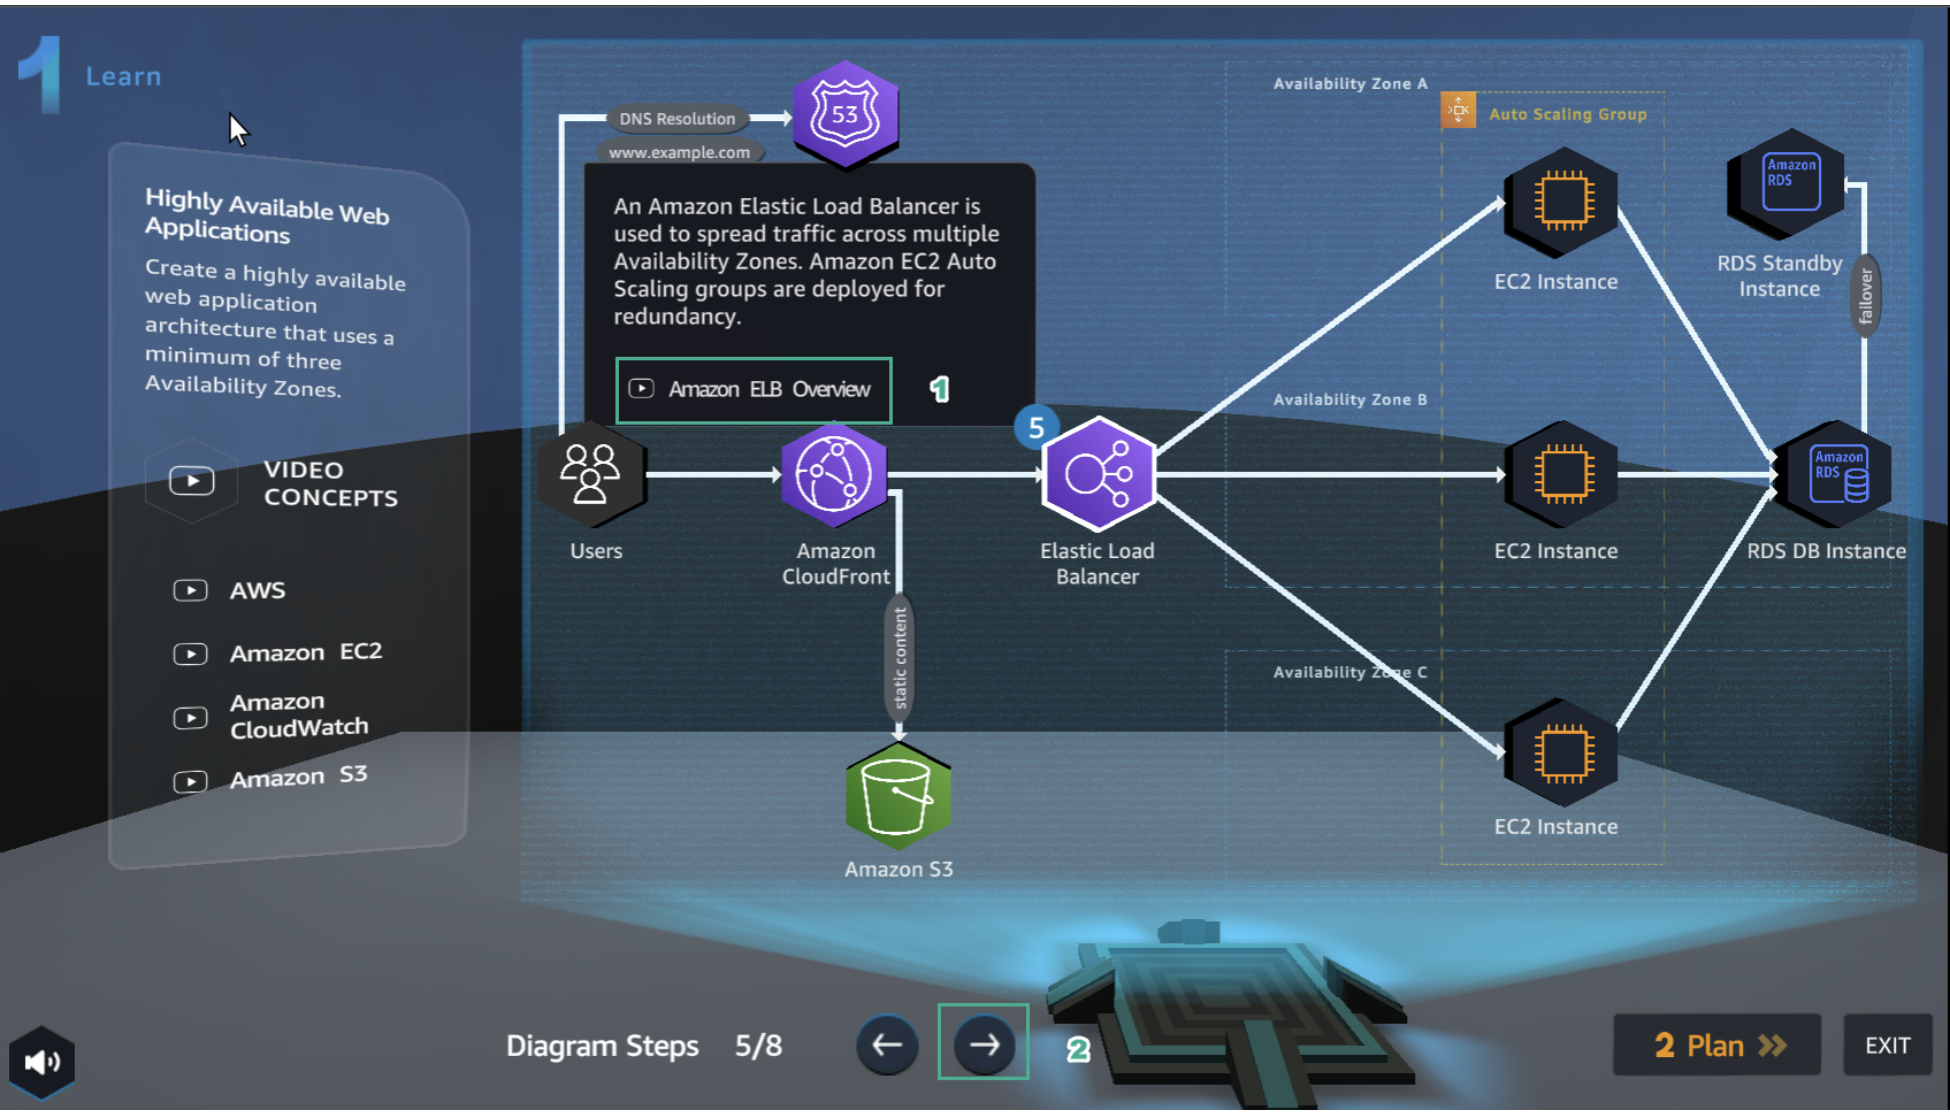 1 Learn
Highly Available Web
Applications
Create a highly available
web application
architecture that uses a
minimum of three
Availability Zones.
VIDEO
CONCEPTS
AWS
Amazon EC2
Amazon
CloudWatch
Amazon S3
DNS Resolution
www.example.com
53
An Amazon Elastic Load Balancer is
used to spread traffic across multiple
Availability Zones. Amazon EC2 Auto
Scaling groups are deployed for
redundancy.
Amazon ELB Overview
1
Users
Amazon
CloudFront
static content
Amazon S3
5
Elastic Load
Balancer
Availability Zone A
Auto Scaling Group
EC2 Instance
Amazon
RDS
RDS Standby
Instance
failover
Availability Zone B
EC2 Instance
Amazon
RDS
RDS DB Instance
Availability Zone C
EC2 Instance
Diagram Steps 5/8
2
2 Plan
EXIT